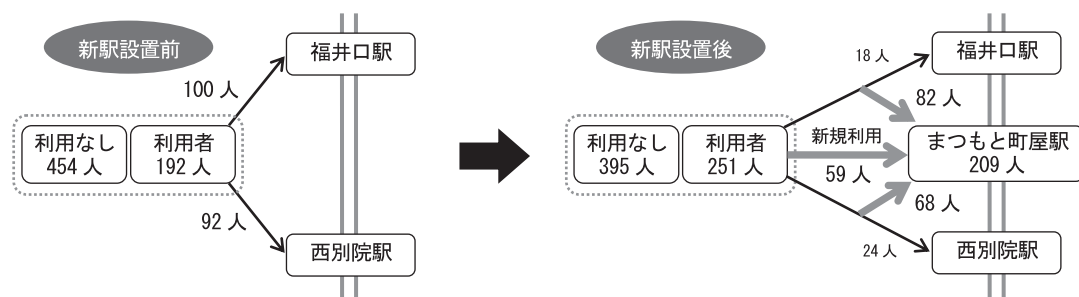 新駅設置前
福井口駅
100 人
利用なし
454 人
利用者
192 人
92 人
西別院駅
新駅設置後
福井口駅
18 人
82 人
利用なし
395 人
利用者
251 人
新規利用
59 人
まつもと町屋駅
209 人
68 人
24 人
西別院駅